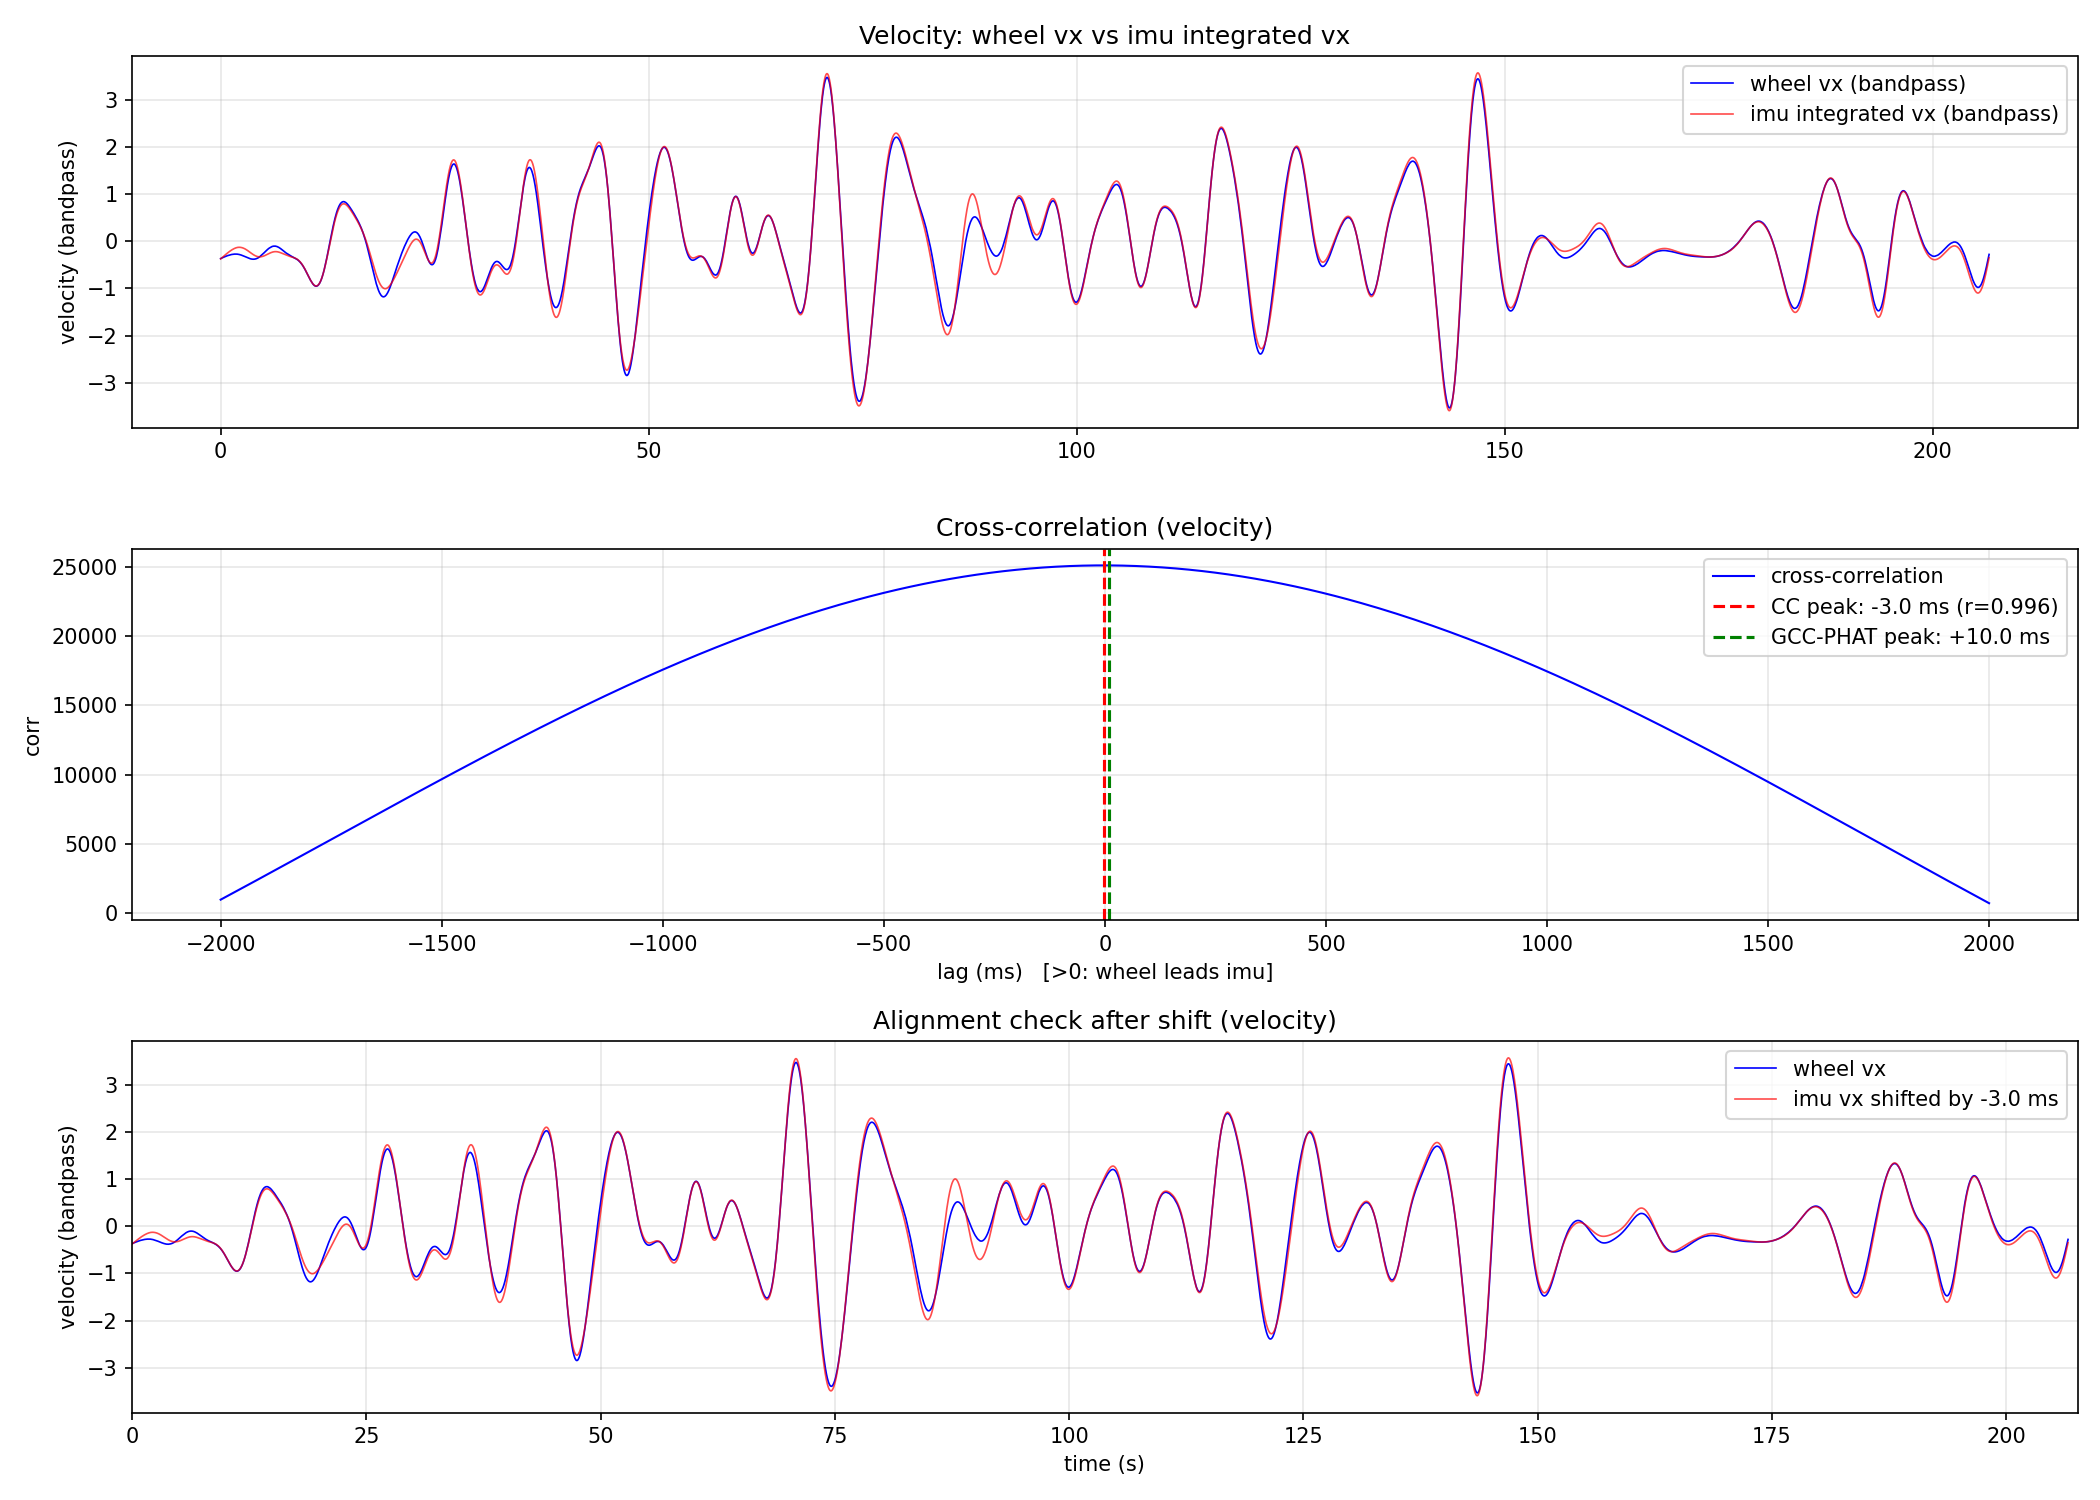 Velocity: wheel vx vs imu integrated vx
velocity (bandpass)
3
2
1
0
−1
−2
−3
wheel vx (bandpass)
imu integrated vx (bandpass)
0
50
100
150
200
Cross-correlation (velocity)
corr
25000
20000
15000
10000
5000
0
cross-correlation
CC peak: -3.0 ms (r=0.996)
GCC-PHAT peak: +10.0 ms
−2000
−1500
−1000
−500
0
500
1000
1500
2000
lag (ms)   [>0: wheel leads imu]
Alignment check after shift (velocity)
velocity (bandpass)
3
2
1
0
−1
−2
−3
wheel vx
imu vx shifted by -3.0 ms
0
25
50
75
100
125
150
175
200
time (s)